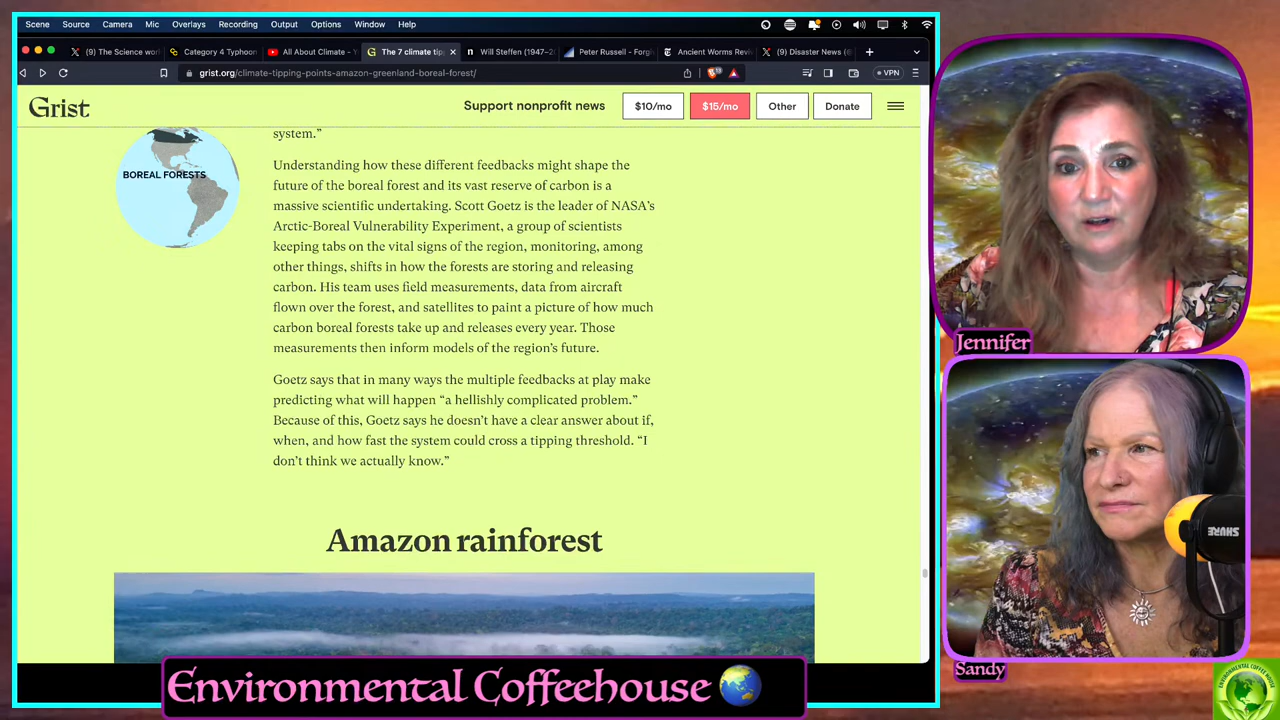 Scene Source Camera Mic Overlays Recording Output Options Window Help
(9) The Science wor
Category 4 Typhoon
All About Climate - Y
The 7 climate tip
Will Steffen (1947–20
Peter Russell - Forgi
Ancient Worms Revi
(9) Disaster News (@
grist.org/climate-tipping-points-amazon-greenland-boreal-forest/
VPN
Grist
Support nonprofit news
$10/mo
$15/mo
Other
Donate
BOREAL FORESTS
system.”
Understanding how these different feedbacks might shape the
future of the boreal forest and its vast reserve of carbon is a
massive scientific undertaking. Scott Goetz is the leader of NASA’s
Arctic-Boreal Vulnerability Experiment, a group of scientists
keeping tabs on the vital signs of the region, monitoring, among
other things, shifts in how the forests are storing and releasing
carbon. His team uses field measurements, data from aircraft
flown over the forest, and satellites to paint a picture of how much
carbon boreal forests take up and releases every year. Those
measurements then inform models of the region’s future.
Goetz says that in many ways the multiple feedbacks at play make
predicting what will happen “a hellishly complicated problem.”
Because of this, Goetz says he doesn’t have a clear answer about if,
when, and how fast the system could cross a tipping threshold. “I
don’t think we actually know.”
Amazon rainforest
Environmental Coffeehouse
Jennifer
SHURE
Sandy
ENVIRONMENTAL COFFEE HOUSE